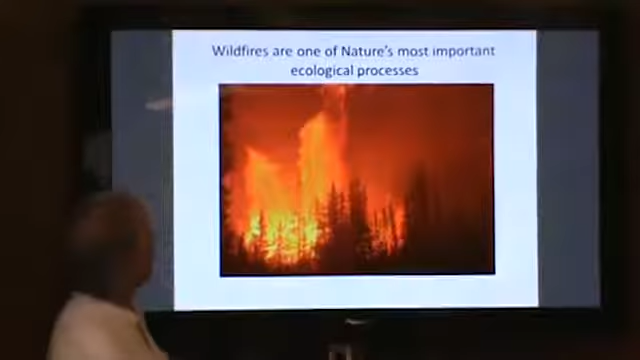 Wildfires are one of Nature's most important
ecological processes